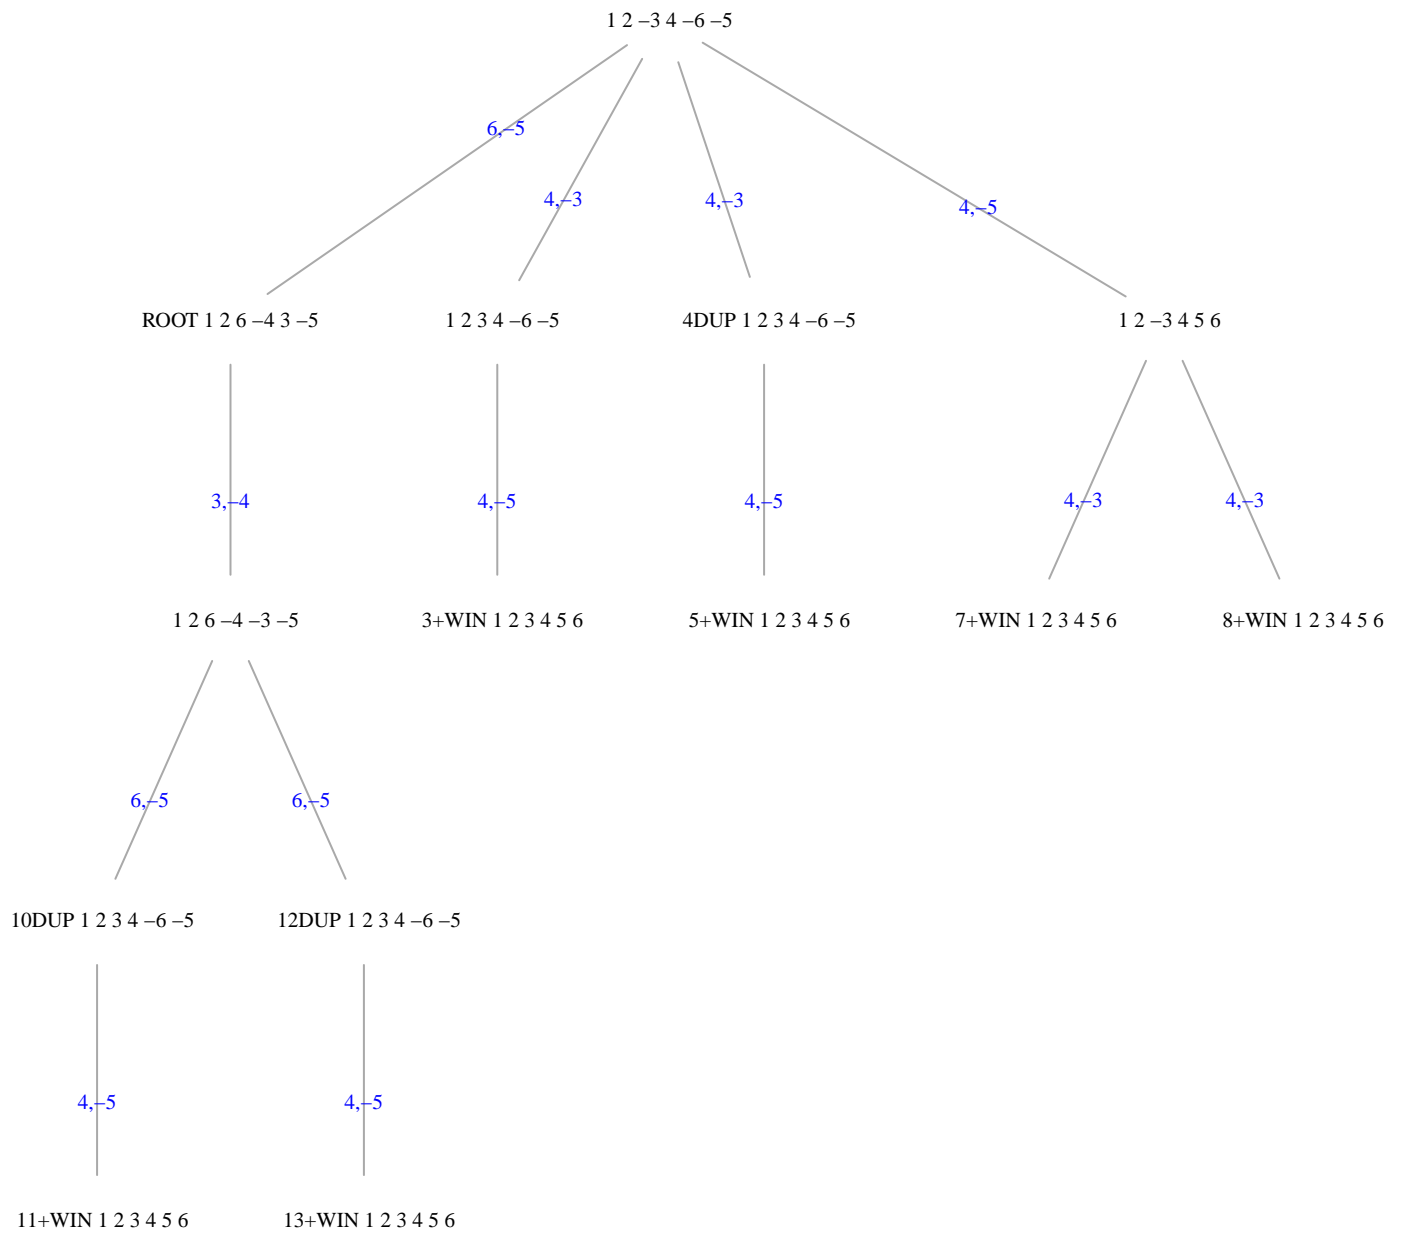 1 2 −3 4 −6 −5
6,−5
4,−3
4,−3
4,−5
ROOT 1 2 6 −4 3 −5
1 2 3 4 −6 −5
4DUP 1 2 3 4 −6 −5
1 2 −3 4 5 6
3,−4
4,−5
4,−5
4,−3
4,−3
1 2 6 −4 −3 −5
3+WIN 1 2 3 4 5 6
5+WIN 1 2 3 4 5 6
7+WIN 1 2 3 4 5 6
8+WIN 1 2 3 4 5 6
6,−5
6,−5
10DUP 1 2 3 4 −6 −5
12DUP 1 2 3 4 −6 −5
4,−5
4,−5
11+WIN 1 2 3 4 5 6
13+WIN 1 2 3 4 5 6